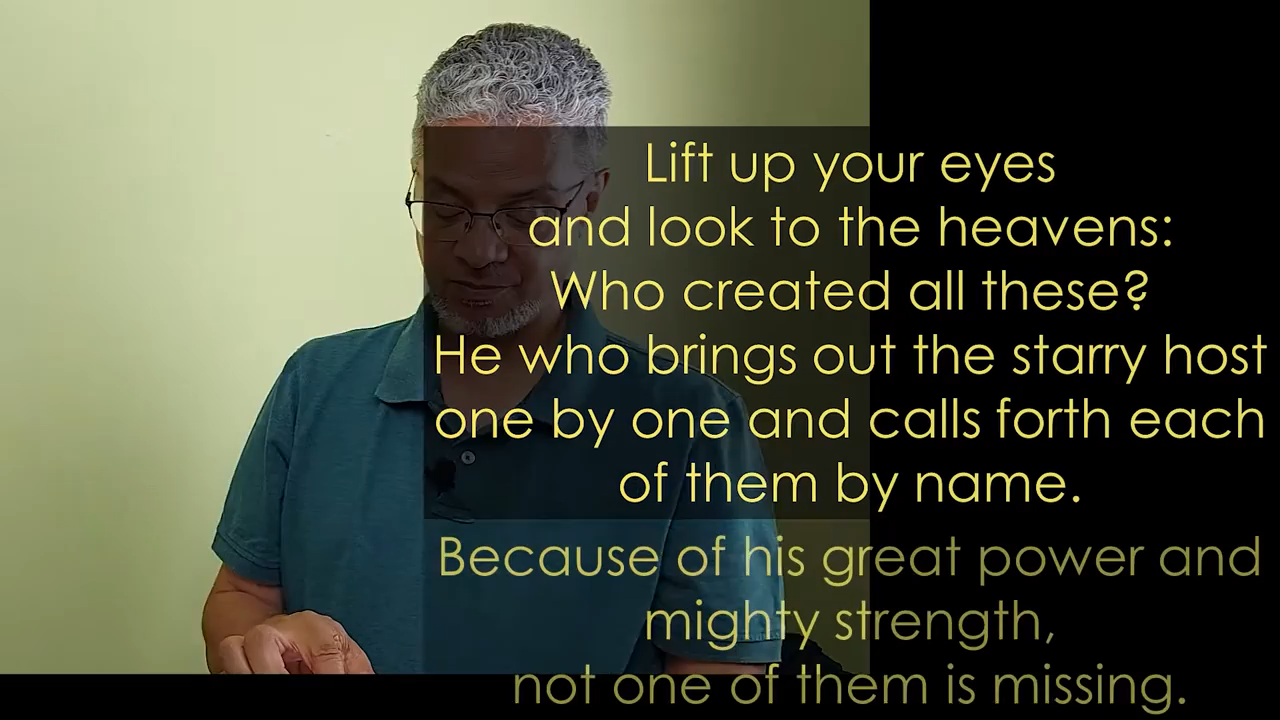 Lift up your eyes
and look to the heavens:
Who created all these?
He who brings out the starry host
one by one and calls forth each
of them by name.
Because of his great power and
mighty strength,
not one of them is missing.